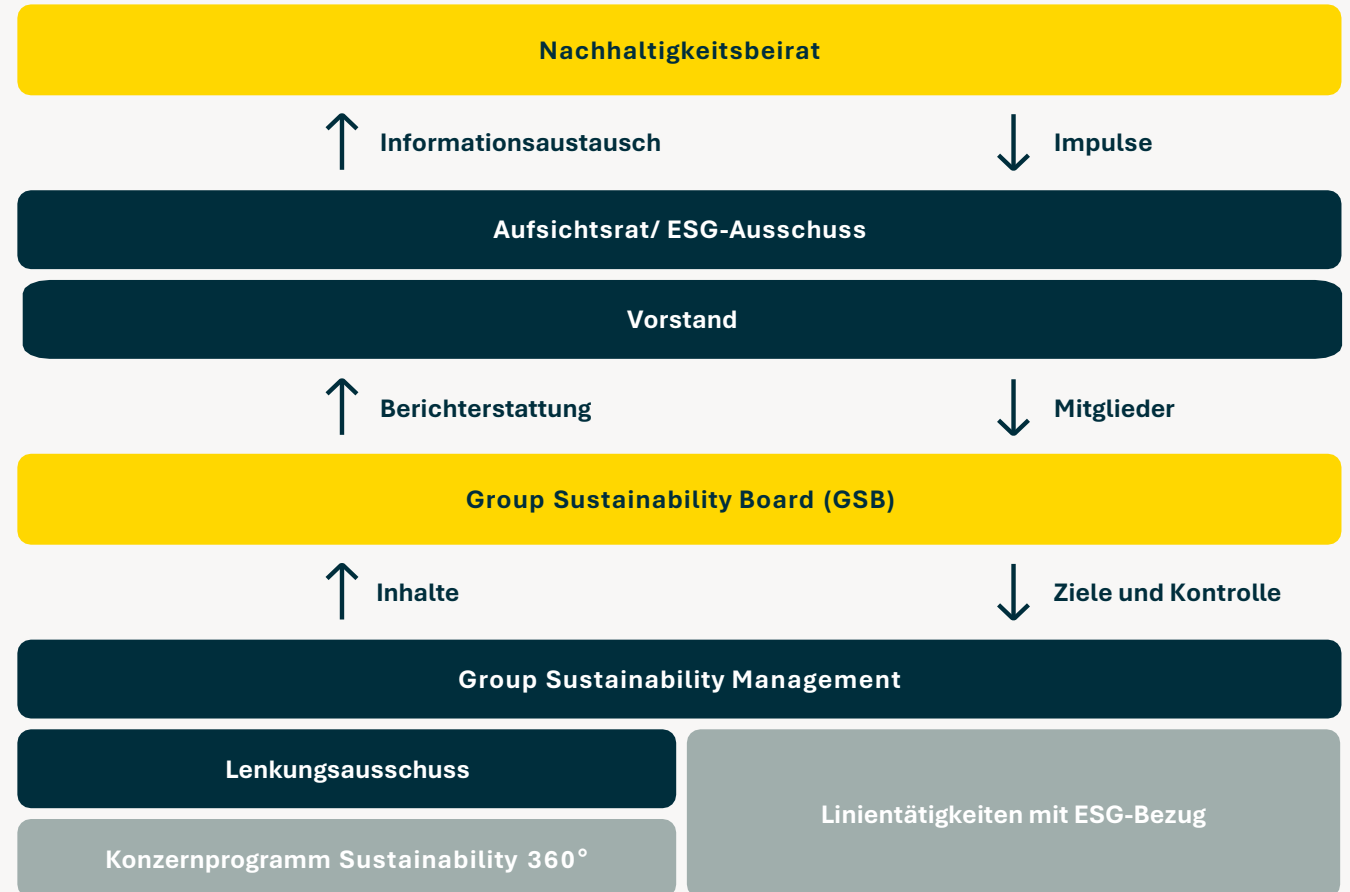 Nachhaltigkeitsbeirat
Informationsaustausch
Impulse
Aufsichtsrat/ ESG-Ausschuss
Vorstand
Berichterstattung
Mitglieder
Group Sustainability Board (GSB)
Inhalte
Ziele und Kontrolle
Group Sustainability Management
Lenkungsausschuss
Linientätigkeiten mit ESG-Bezug
Konzernprogramm Sustainability 360°